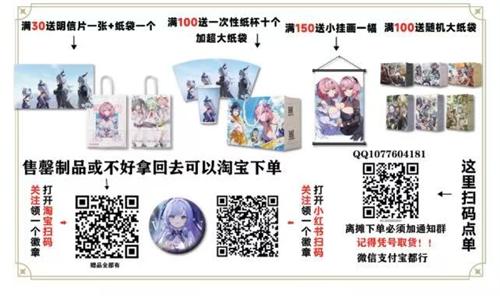 满30送明信片一张+纸袋一个
满100送一次性纸杯十个
加超大纸袋
满150送小挂画一幅
满100送随机大纸袋
售罄制品或不好拿回去可以淘宝下单
打开淘宝扫码
关注领一个徽章
赠品全部有
打开小红书扫码
关注领一个徽章
QQ1077604181
离摊下单必须加通知群
记得凭号取货！！
微信支付宝都行
这里扫码点单